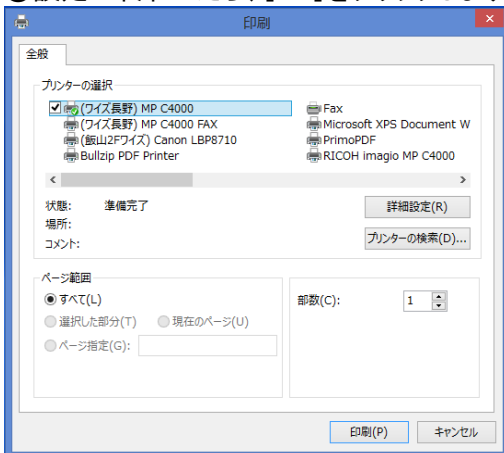 印刷
全般
プリンターの選択
(ワイズ長野) MP C4000
(ワイズ長野) MP C4000 FAX
(飯山2Fワイズ) Canon LBP8710
Bullzip PDF Printer
Fax
Microsoft XPS Document W
PrimoPDF
RICOH imagio MP C4000
状態: 準備完了
場所:
コメント:
詳細設定(R)
プリンターの検索(D)...
ページ範囲
すべて(L)
選択した部分(T) 現在のページ(U)
ページ指定(G):
部数(C): 1
印刷(P) キャンセル